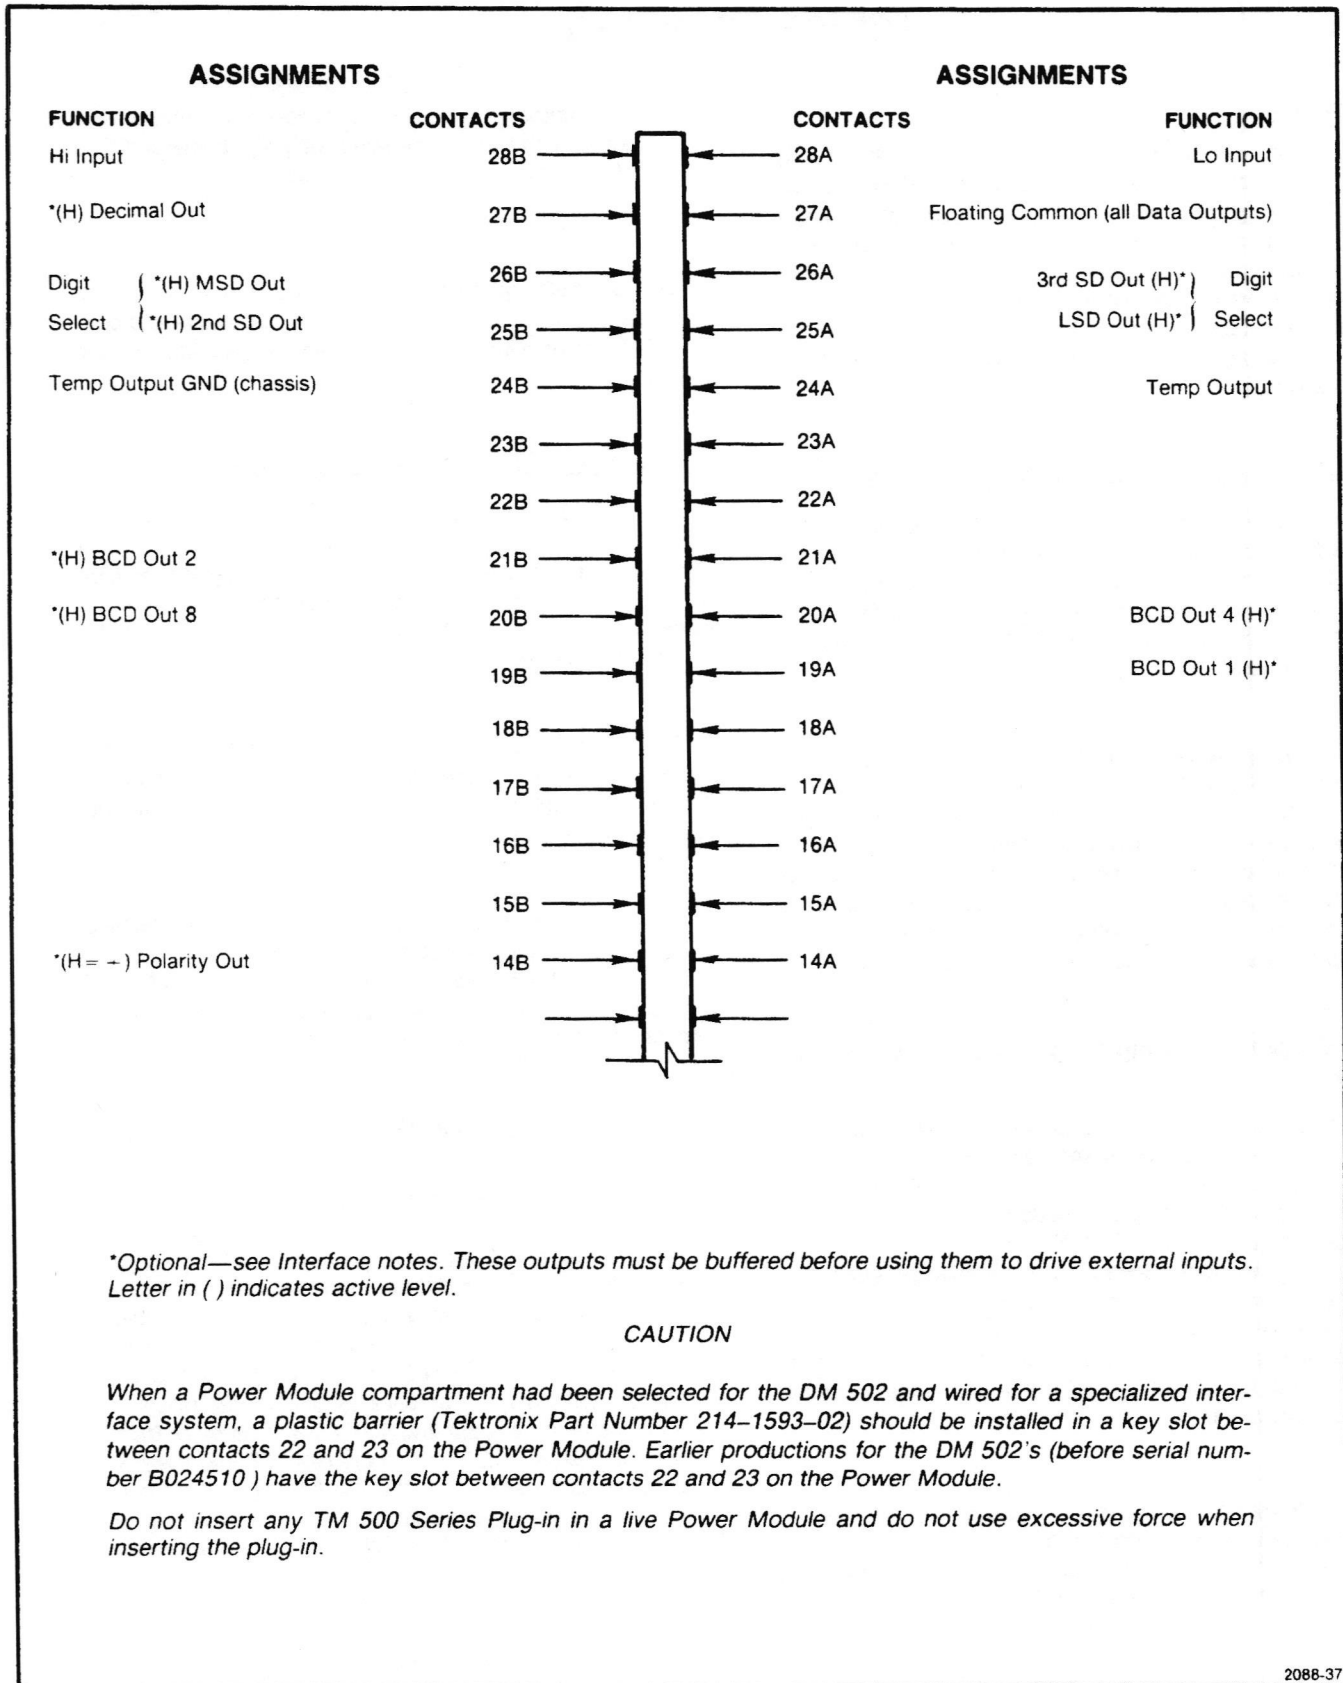 ASSIGNMENTS ASSIGNMENTS
FUNCTION CONTACTS CONTACTS FUNCTION
Hi Input 28B 28A Lo Input
*(H) Decimal Out 27B 27A Floating Common (all Data Outputs)
Digit *(H) MSD Out 26B 26A 3rd SD Out (H)* Digit
Select *(H) 2nd SD Out 25B 25A LSD Out (H)* Select
Temp Output GND (chassis) 24B 24A Temp Output
23B 23A
22B 22A
*(H) BCD Out 2 21B 21A
*(H) BCD Out 8 20B 20A BCD Out 4 (H)*
19B 19A BCD Out 1 (H)*
18B 18A
17B 17A
16B 16A
15B 15A
*(H= ) Polarity Out 14B 14A
*Optional—see Interface notes. These outputs must be buffered before using them to drive external inputs.
Letter in ( ) indicates active level.
CAUTION
When a Power Module compartment had been selected for the DM 502 and wired for a specialized inter-
face system, a plastic barrier (Tektronix Part Number 214–1593–02) should be installed in a key slot be-
tween contacts 22 and 23 on the Power Module. Earlier productions for the DM 502's (before serial num-
ber B024510 ) have the key slot between contacts 22 and 23 on the Power Module.
Do not insert any TM 500 Series Plug-in in a live Power Module and do not use excessive force when
inserting the plug-in.
2088-37